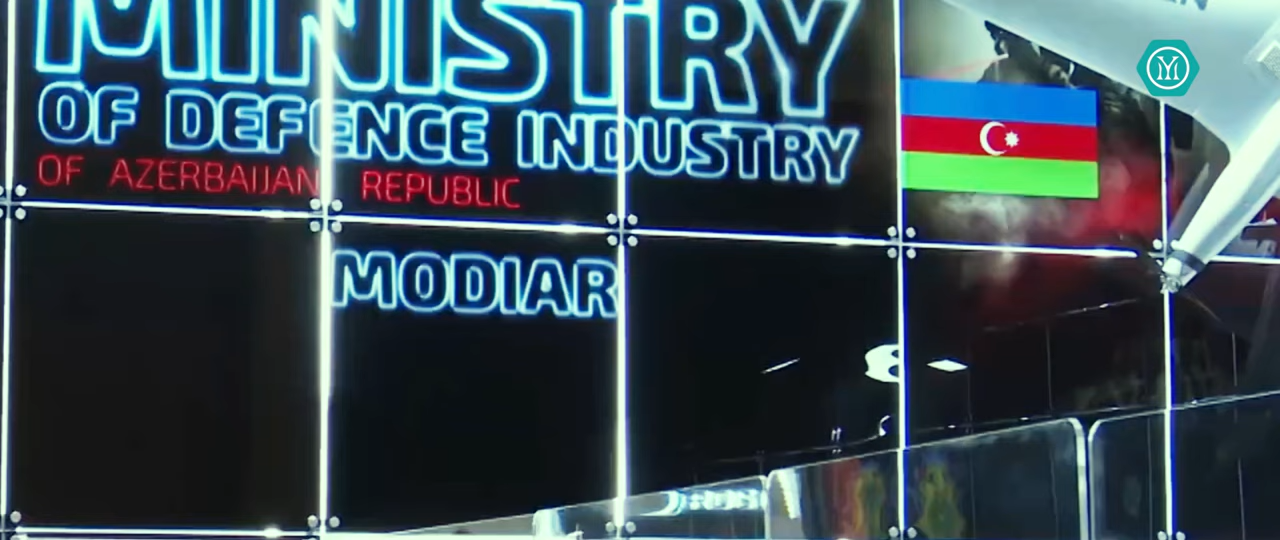 MINISTRY
OF DEFENCE INDUSTRY
OF AZERBAIJAN REPUBLIC
MODIAR